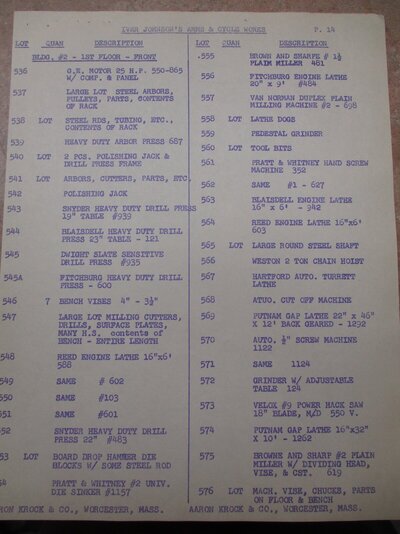 IVER JOHNSON'S ARMS & CYCLE WORKS P. 14
LOT QUAN DESCRIPTION
BLDG. #2 - 1ST FLOOR - FRONT
536 G.E. MOTOR 25 H.P. 550-865
W/ COMP. & PANEL
537 LARGE LOT STEEL ARBORS,
PULLETS, PARTS, CONTENTS
OF RACK
538 LOT STEEL RDS, TUBING, ETC.,
CONTENTS OF RACK
539 HEAVY DUTY ARBOR PRESS 687
540 LOT 2 PCS. POLISHING JACK &
DRILL PRESS FRAME
541 LOT ARBORS, CUTTERS, PARTS, ETC.
542 POLISHING JACK
543 SNYDER HEAVY DUTY DRILL PRESS
19" TABLE #939
544 BLAISDELL HEAVY DUTY DRILL
PRESS 23" TABLE - 121
545 DWIGHT SLATE SENSITIVE
DRILL PRESS #935
545A FITCHBURG HEAVY DUTY DRILL
PRESS - 600
546 7 BENCH VISES 4" - 3½"
547 LARGE LOT MILLING CUTTERS,
DRILLS, SURFACE PLATES,
MANY H.S. contents of
BENCH - ENTIRE LENGTH
548 REED ENGINE LATHE 16"x6'
588
549 SAME # 602
550 SAME #103
551 SAME #601
552 SNYDER HEAVY DUTY DRILL
PRESS 22" #483
53 LOT BOARD DROP HAMMER DIE
BLOCKS W/ SOME STEEL ROD
54 PRATT & WHITNEY #2 UNIV.
DIE SINKER #1157
ARON KROCK & CO., WORCESTER, MASS.
LOT QUAN DESCRIPTION
.555 BROWN AND SHARPE # 1½
PLAIN MILLER 461
556 FITCHBURG ENGINE LATHE
20" x 9' #484
557 VAN NORMAN DUPLEX PLAIN
MILLING MACHINE #2 - 698
558 LOT LATHE DOGS
559 PEDESTAL GRINDER
560 LOT TOOL BITS
561 PRATT & WHITNEY HAND SCREW
MACHINE 352
562 SAME #1 - 627
563 BLAISDELL ENGINE LATHE
16" x 6' - 942
564 REED ENGINE LATHE 16"x6'
603
565 LOT LARGE ROUND STEEL SHAFT
566 WESTON 2 TON CHAIN HOIST
567 HARTFORD AUTO. TURRETT
LATHE
568 ATUO. CUT OFF MACHINE
569 PUTNAM GAP LATHE 22" x 46"
X 12' BACK GEARED - 1292
570 AUTO. ½" SCREW MACHINE
1122
571 SAME 1124
572 GRINDER W/ ADJUSTABLE
TABLE 124
573 VELOX #9 POWER HACK SAW
18" BLADE, M/D 550 V.
574 PUTNAM GAP LATHE 16"x32"
X 10' - 1262
575 BROWNE AND SHARPE #2 PLAIN
MILLER W/ DIVIDING HEAD,
VISE, & CST. 619
576 LOT MACH. VISE, CHUCKS, PARTS
ON FLOOR & BENCH
AARON KROCK & CO., WORCESTER, MASS.